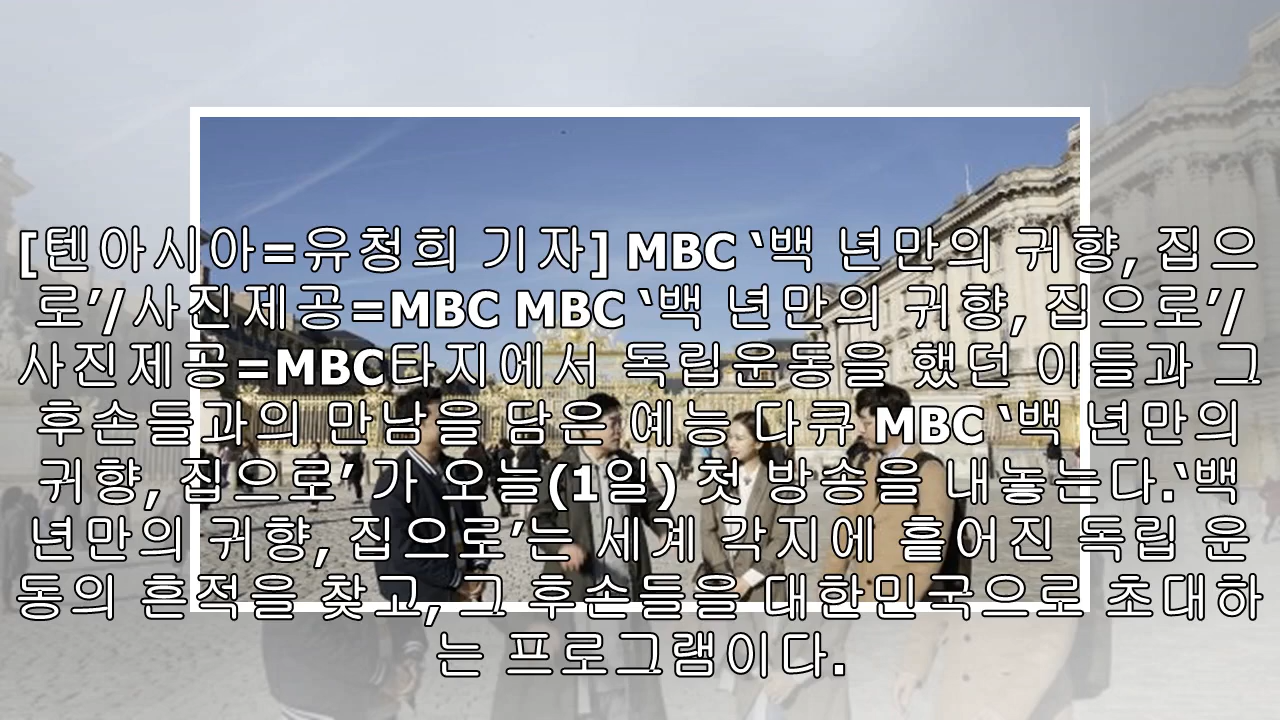 [텐아시아=유청희 기자] MBC ‘백 년만의 귀향, 집으
로’/사진제공=MBC MBC ‘백 년만의 귀향, 집으로’/
사진제공=MBC타지에서 독립운동을 했던 이들과 그
후손들과의 만남을 담은 예능 다큐 MBC ‘백 년만의
귀향, 집으로’ 가 오늘(1일) 첫 방송을 내놓는다.‘백
년만의 귀향, 집으로’는 세계 각지에 흩어진 독립 운
동의 흔적을 찾고, 그 후손들을 대한민국으로 초대하
는 프로그램이다.